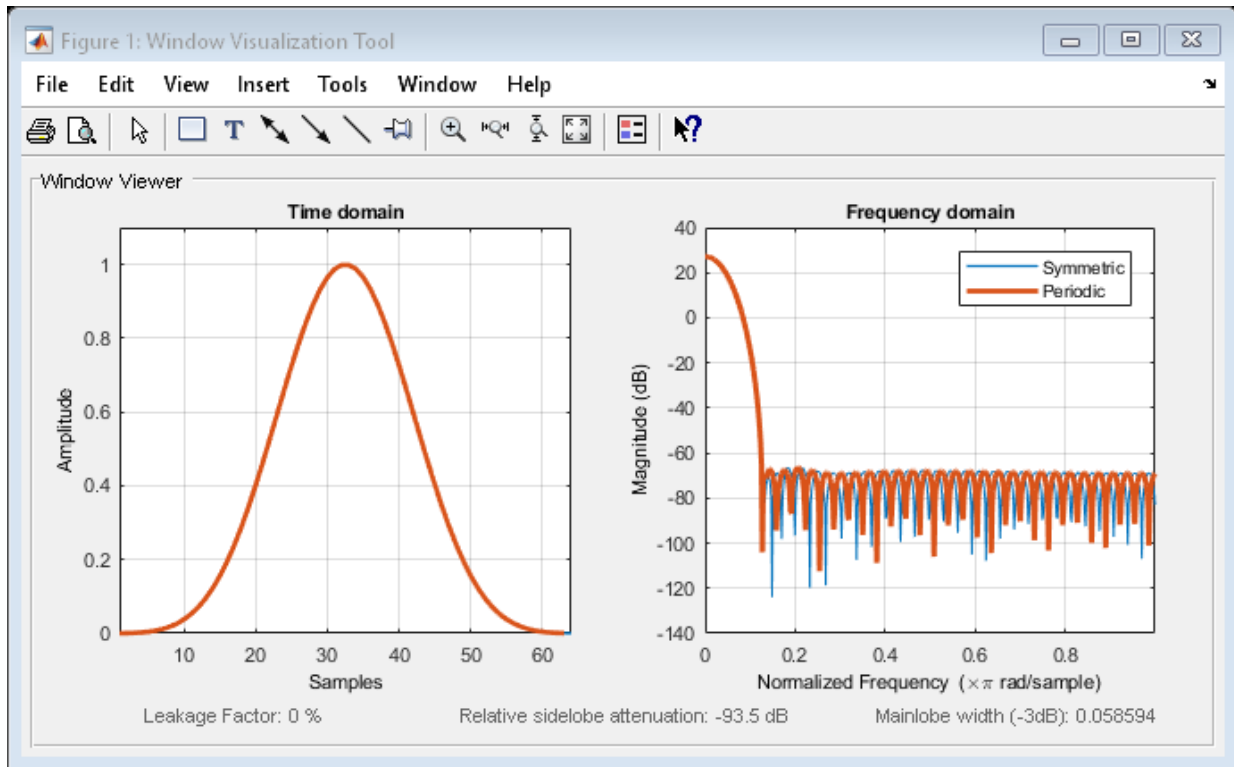 Figure 1: Window Visualization Tool
File Edit View Insert Tools Window Help
T ?
Window Viewer
Time domain
1
0.8
0.6
0.4
0.2
0
Amplitude
10 20 30 40 50 60
Samples
Frequency domain
40
20
0
-20
-40
-60
-80
-100
-120
-140
Magnitude (dB)
Symmetric
Periodic
0 0.2 0.4 0.6 0.8
Normalized Frequency (×π rad/sample)
Leakage Factor: 0 % Relative sidelobe attenuation: -93.5 dB Mainlobe width (-3dB): 0.058594